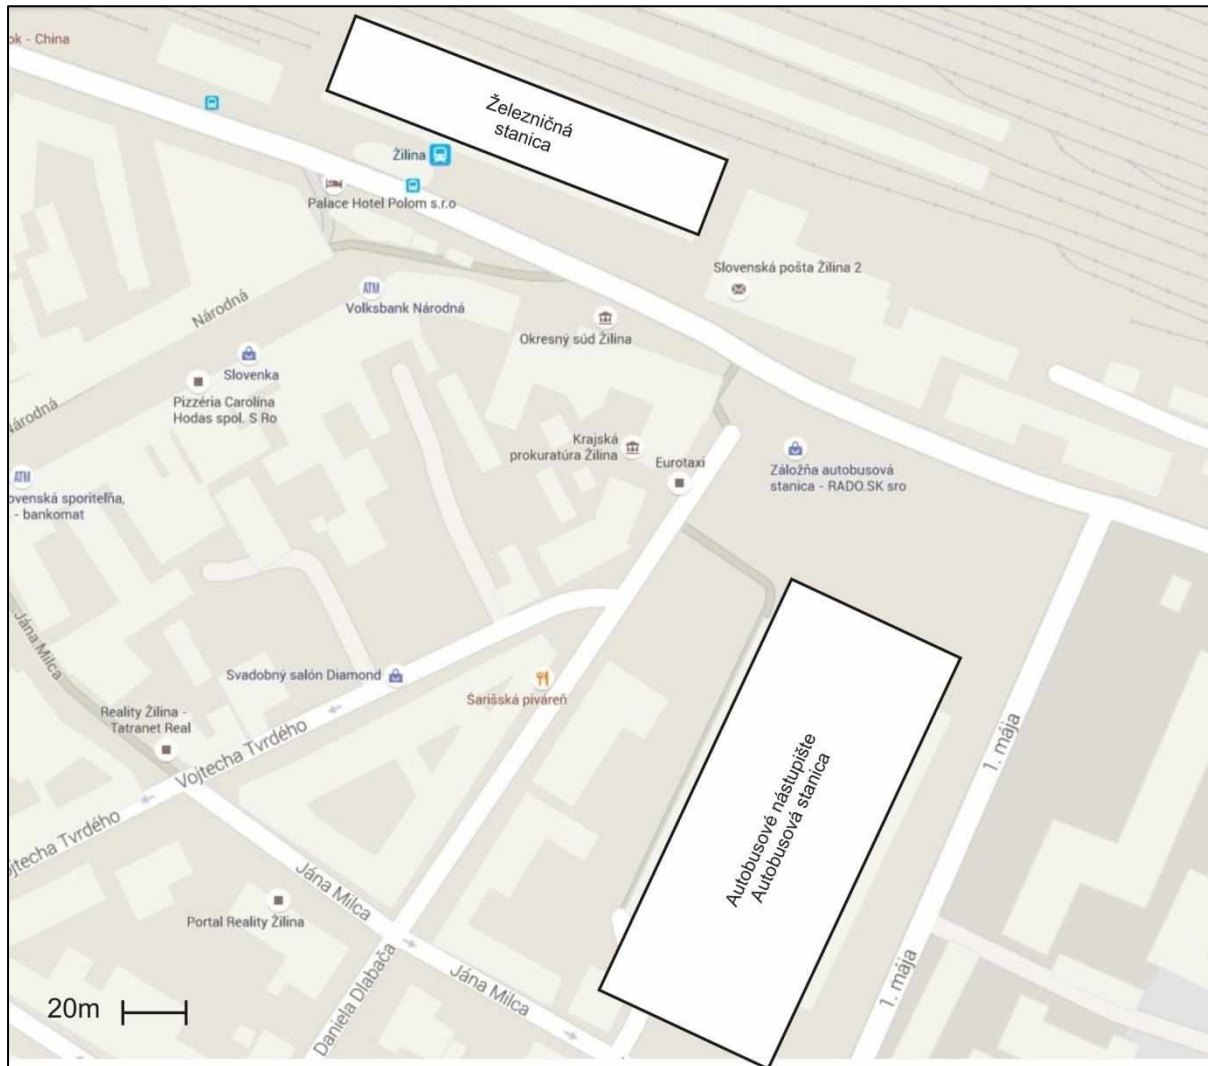 ok - China
Železničná
stanica
Žilina
Palace Hotel Polom s.r.o
Slovenská pošta Žilina 2
ATM
Volksbank Národná
Národná
Okresný súd Žilina
Slovenka
Pizzéria Carolína
Hodas spol. S Ro
Národná
Krajská
prokuratúra Žilina
Eurotaxi
Záložňa autobusová
stanica - RADO.SK sro
ATM
ovenská sporiteľňa,
- bankomat
Jána Milca
Svadobný salón Diamond
Šarišská piváreň
Reality Žilina -
Tatranet Real
Vojtecha Tvrdého
1. mája
Autobusové nástupište
Autobusová stanica
ojtecha Tvrdého
Jána Milca
Portal Reality Žilina
Jána Milca
Daniela Dlabača
1. mája
20m